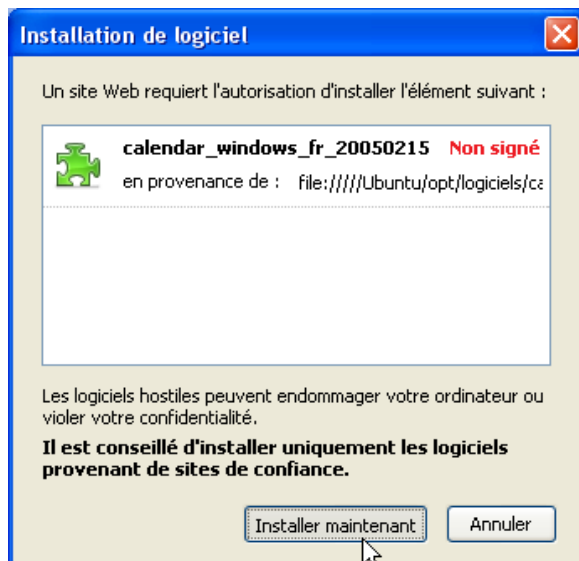 Installation de logiciel
Un site Web requiert l'autorisation d'installer l'élément suivant :
calendar_windows_fr_20050215 Non signé
en provenance de : file://///Ubuntu/opt/logiciels/ca
Les logiciels hostiles peuvent endommager votre ordinateur ou
violer votre confidentialité.
Il est conseillé d'installer uniquement les logiciels
provenant de sites de confiance.
Installer maintenant Annuler